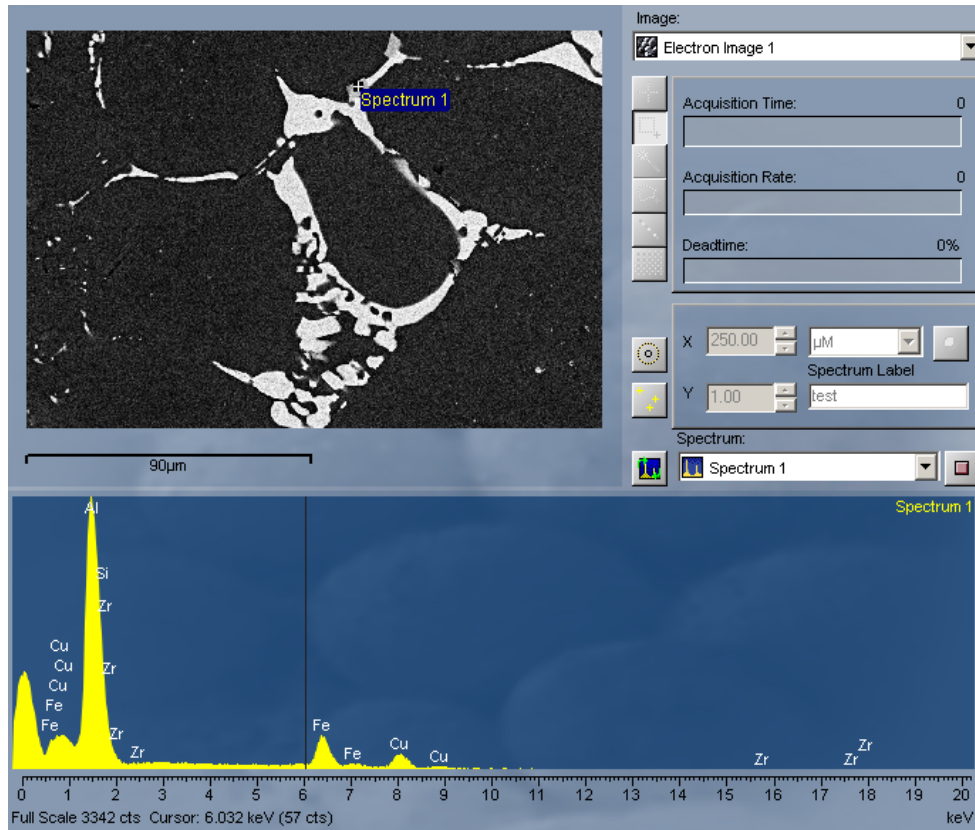 Image:
Electron Image 1
Spectrum 1
Acquisition Time: 0
Acquisition Rate: 0
Deadtime: 0%
X 250.00 µM
Spectrum Label
Y 1.00 test
Spectrum:
Spectrum 1
90µm
Spectrum 1
Al
Si
Zr
Cu
Cu
Zr
Cu
Fe
Fe
Zr
Zr
Fe
Fe
Cu
Cu
Zr
Zr
Zr
0 1 2 3 4 5 6 7 8 9 10 11 12 13 14 15 16 17 18 19 20
Full Scale 3342 cts Cursor: 6.032 keV (57 cts) keV